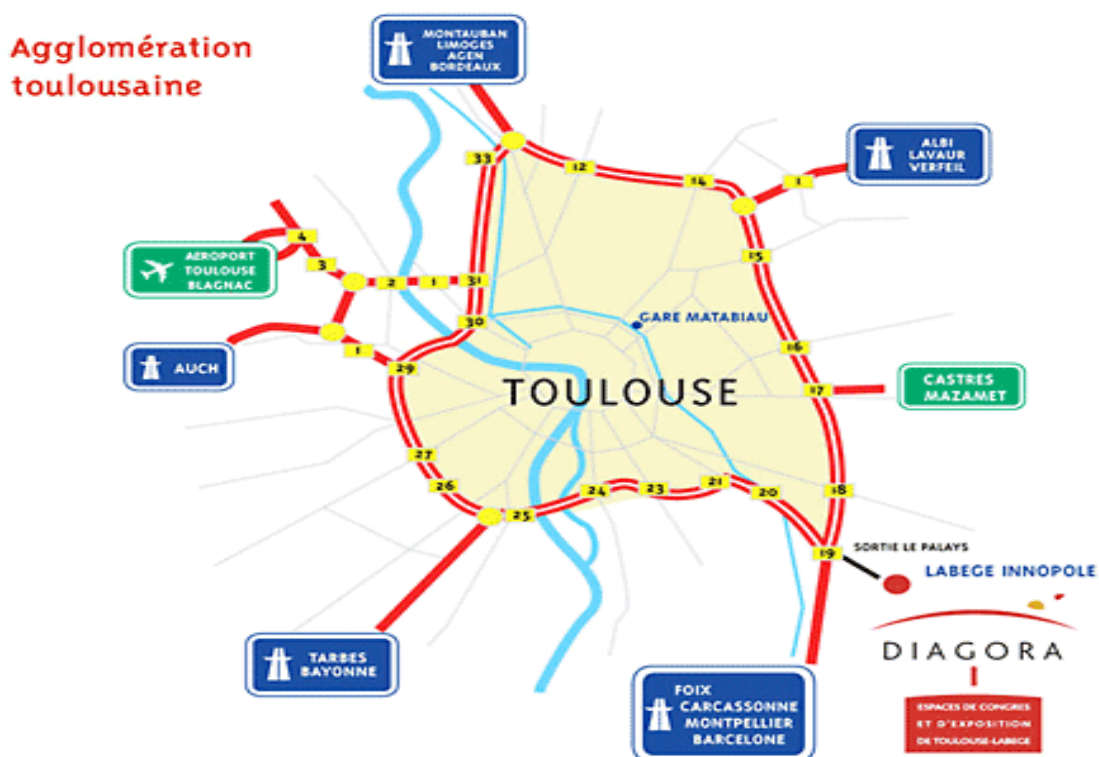 Agglomération
toulousaine
MONTAUBAN
LIMOGES
AGEN
BORDEAUX
ALBI
LAVAUR
VERFEIL
33
12
14
1
15
4
3
2
1
31
30
AEROPORT
TOULOUSE
BLAGNAC
GARE MATABIAU
1
29
16
AUCH
TOULOUSE
17
CASTRES
MAZAMET
27
26
25
24
23
21
20
18
19
SORTIE LE PALAYS
LABEGE INNOPOLE
DIAGORA
TARBES
BAYONNE
FOIX
CARCASSONNE
MONTPELLIER
BARCELONE
ESPACES DE CONGRES
ET D'EXPOSITION
DE TOULOUSE-LABEGE